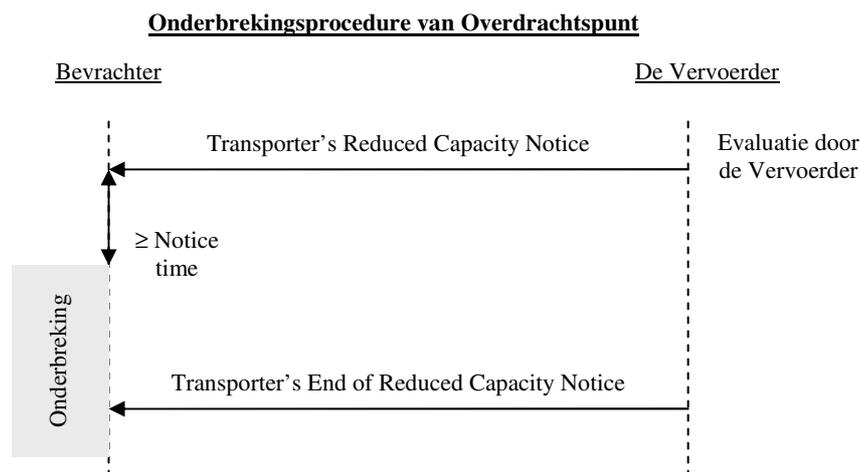 Onderbrekingsprocedure van Overdrachtspunt
Bevrachter
De Vervoerder
Transporter’s Reduced Capacity Notice
Evaluatie door
de Vervoerder
≥ Notice
time
Onderbreking
Transporter’s End of Reduced Capacity Notice